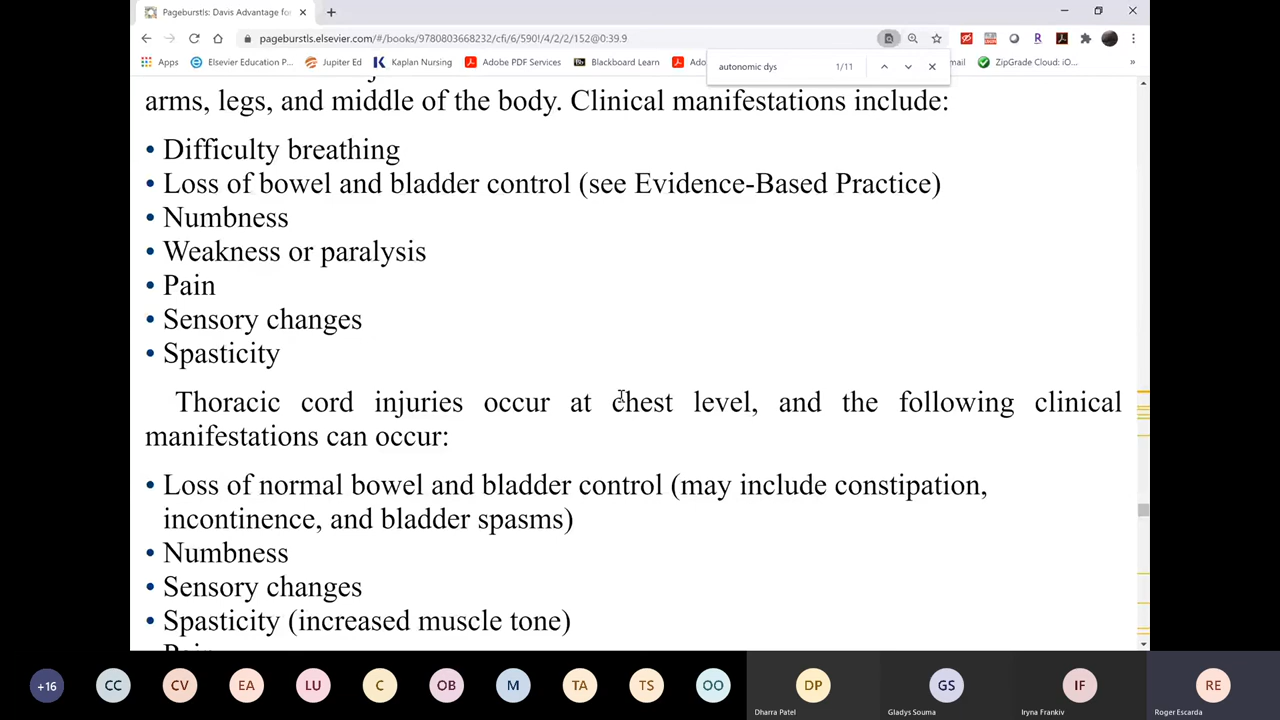 Pageburstls: Davis Advantage for
pageburstls.elsevier.com/#/books/9780803668232/cfi/6/590!/4/2/2/152@0:39.9
Apps
Elsevier Education P...
Jupiter Ed
Kaplan Nursing
Adobe PDF Services
Blackboard Learn
Ado
mail
ZipGrade Cloud: iO...
»
autonomic dys
1/11
arms, legs, and middle of the body. Clinical manifestations include:
• Difficulty breathing
• Loss of bowel and bladder control (see Evidence-Based Practice)
• Numbness
• Weakness or paralysis
• Pain
• Sensory changes
• Spasticity
Thoracic cord injuries occur at chest level, and the following clinical
manifestations can occur:
• Loss of normal bowel and bladder control (may include constipation,
incontinence, and bladder spasms)
• Numbness
• Sensory changes
• Spasticity (increased muscle tone)
+16
CC
CV
EA
LU
C
OB
M
TA
TS
OO
DP
Dharra Patel
GS
Gladys Souma
IF
Iryna Frankiv
RE
Roger Escarda